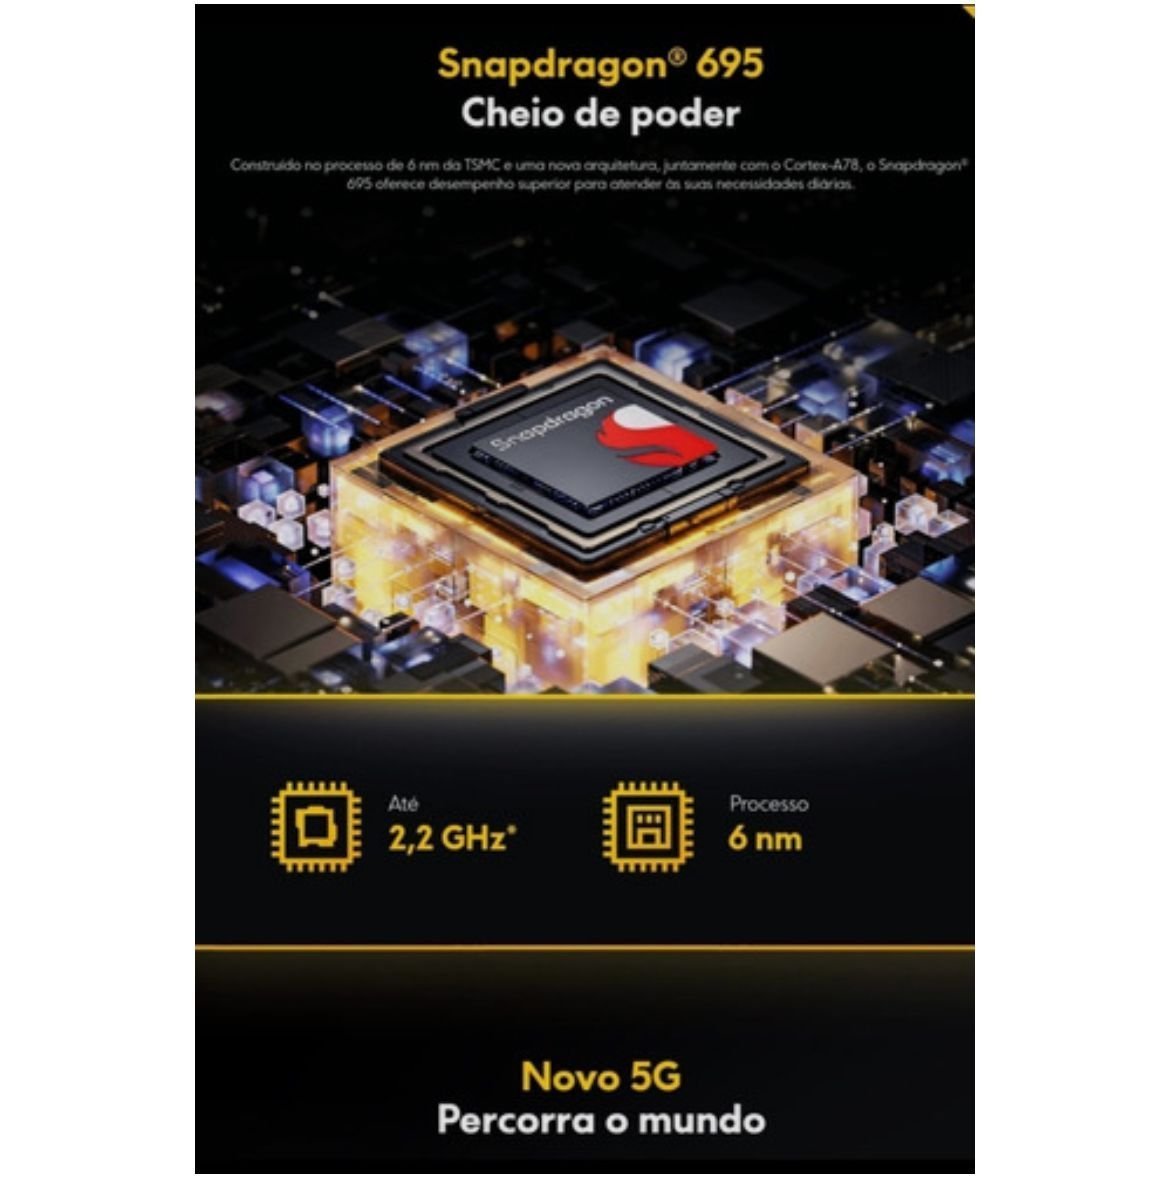 Snapdragon® 695
Cheio de poder
Construído no processo de 6 nm da TSMC e uma nova arquitetura, juntamente com o Cortex-A78, o Snapdragon®
695 oferece desempenho superior para atender às suas necessidades diárias.
Snapdragon
Até
2,2 GHz*
Processo
6 nm
Novo 5G
Percorra o mundo